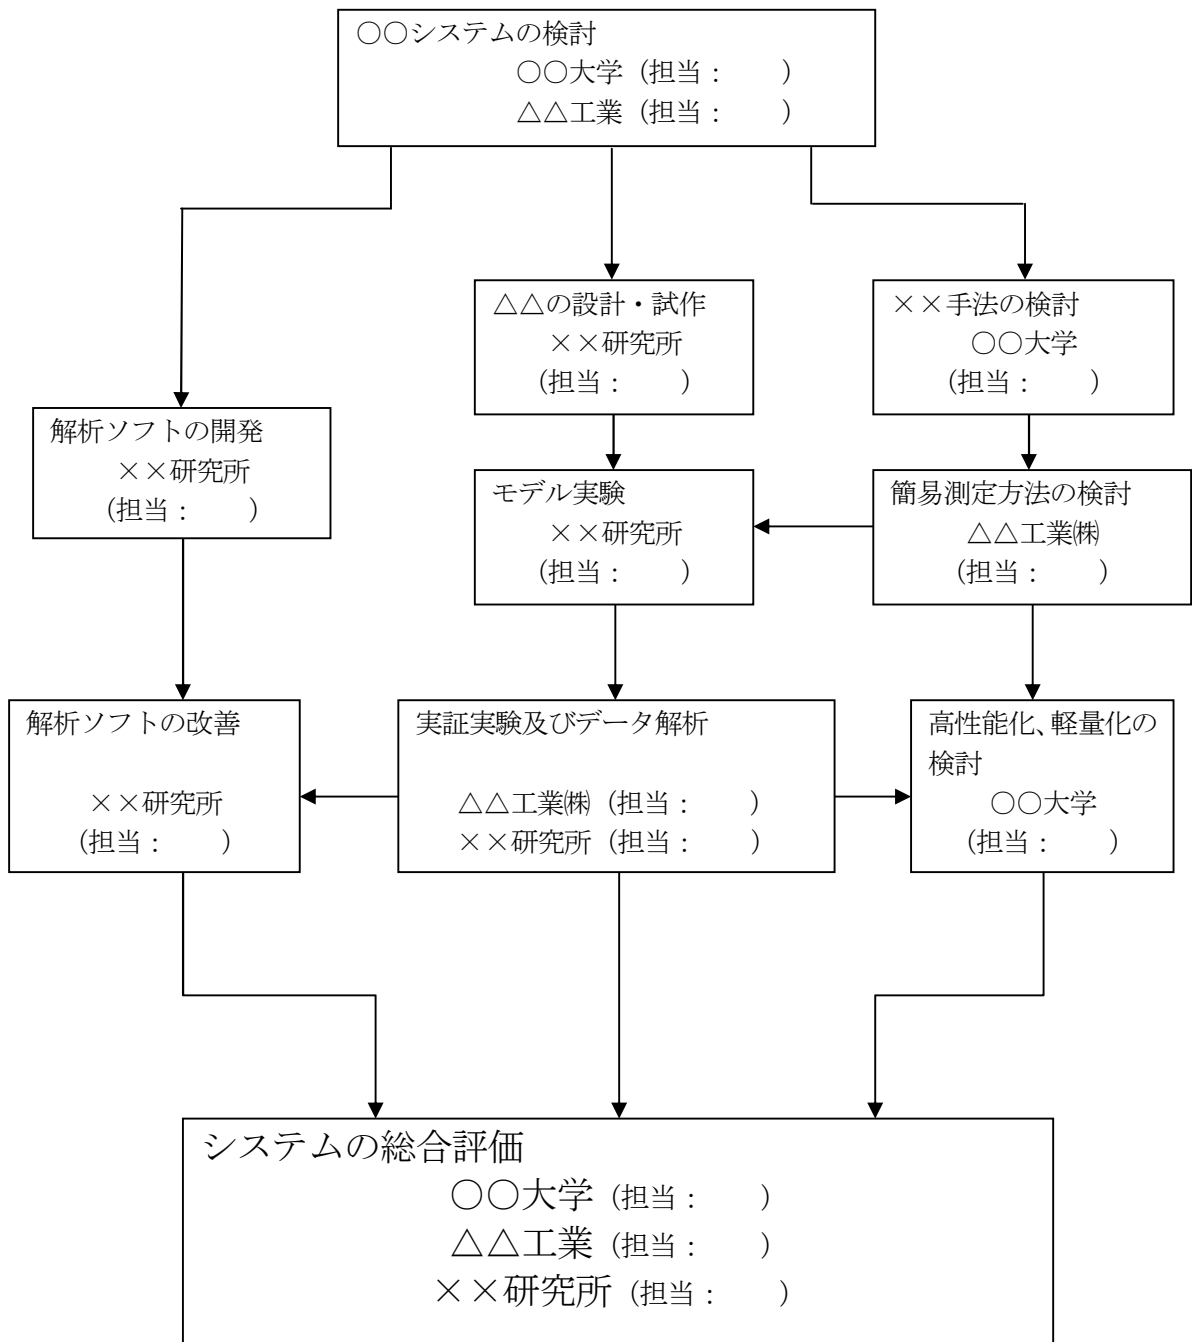 ○○システムの検討
○○大学（担当：　　）
△△工業（担当：　　）
△△の設計・試作
××研究所
（担当：　　）
××手法の検討
○○大学
（担当：　　）
解析ソフトの開発
××研究所
（担当：　　）
モデル実験
××研究所
（担当：　　）
簡易測定方法の検討
△△工業㈱
（担当：　　）
解析ソフトの改善
××研究所
（担当：　　）
実証実験及びデータ解析
△△工業㈱（担当：　　）
××研究所（担当：　　）
高性能化、軽量化の
検討
○○大学
（担当：　　）
システムの総合評価
○○大学（担当：　　）
△△工業（担当：　　）
××研究所（担当：　　）